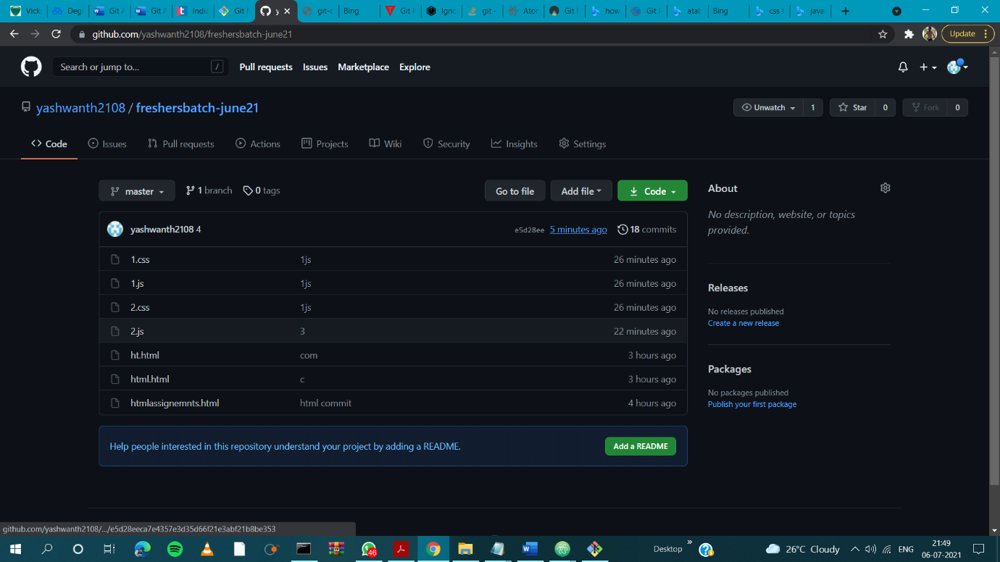 Vick
Deg
Git A
Git A
India
Git f
y
git-c
Bing
Git F
Igno
git -
Aton
Git F
how
Git F
atala
Bing
css f
java
github.com/yashwanth2108/freshersbatch-june21
Update
Search or jump to... /
Pull requests
Issues
Marketplace
Explore
yashwanth2108 / freshersbatch-june21
Unwatch 1
Star 0
Fork 0
Code
Issues
Pull requests
Actions
Projects
Wiki
Security
Insights
Settings
master
1 branch
0 tags
Go to file
Add file
Code
yashwanth2108 4
e5d28ee 5 minutes ago
18 commits
1.css 1js 26 minutes ago
1.js 1js 26 minutes ago
2.css 1js 26 minutes ago
2.js 3 22 minutes ago
ht.html com 3 hours ago
html.html c 3 hours ago
htmlassignemnts.html html commit 4 hours ago
Help people interested in this repository understand your project by adding a README.
Add a README
About
No description, website, or topics
provided.
Releases
No releases published
Create a new release
Packages
No packages published
Publish your first package
github.com/yashwanth2108/.../e5d28eeca7e4357e3d35d66f21e3abf21b8be353
46
Desktop
26°C Cloudy
ENG
21:49
06-07-2021